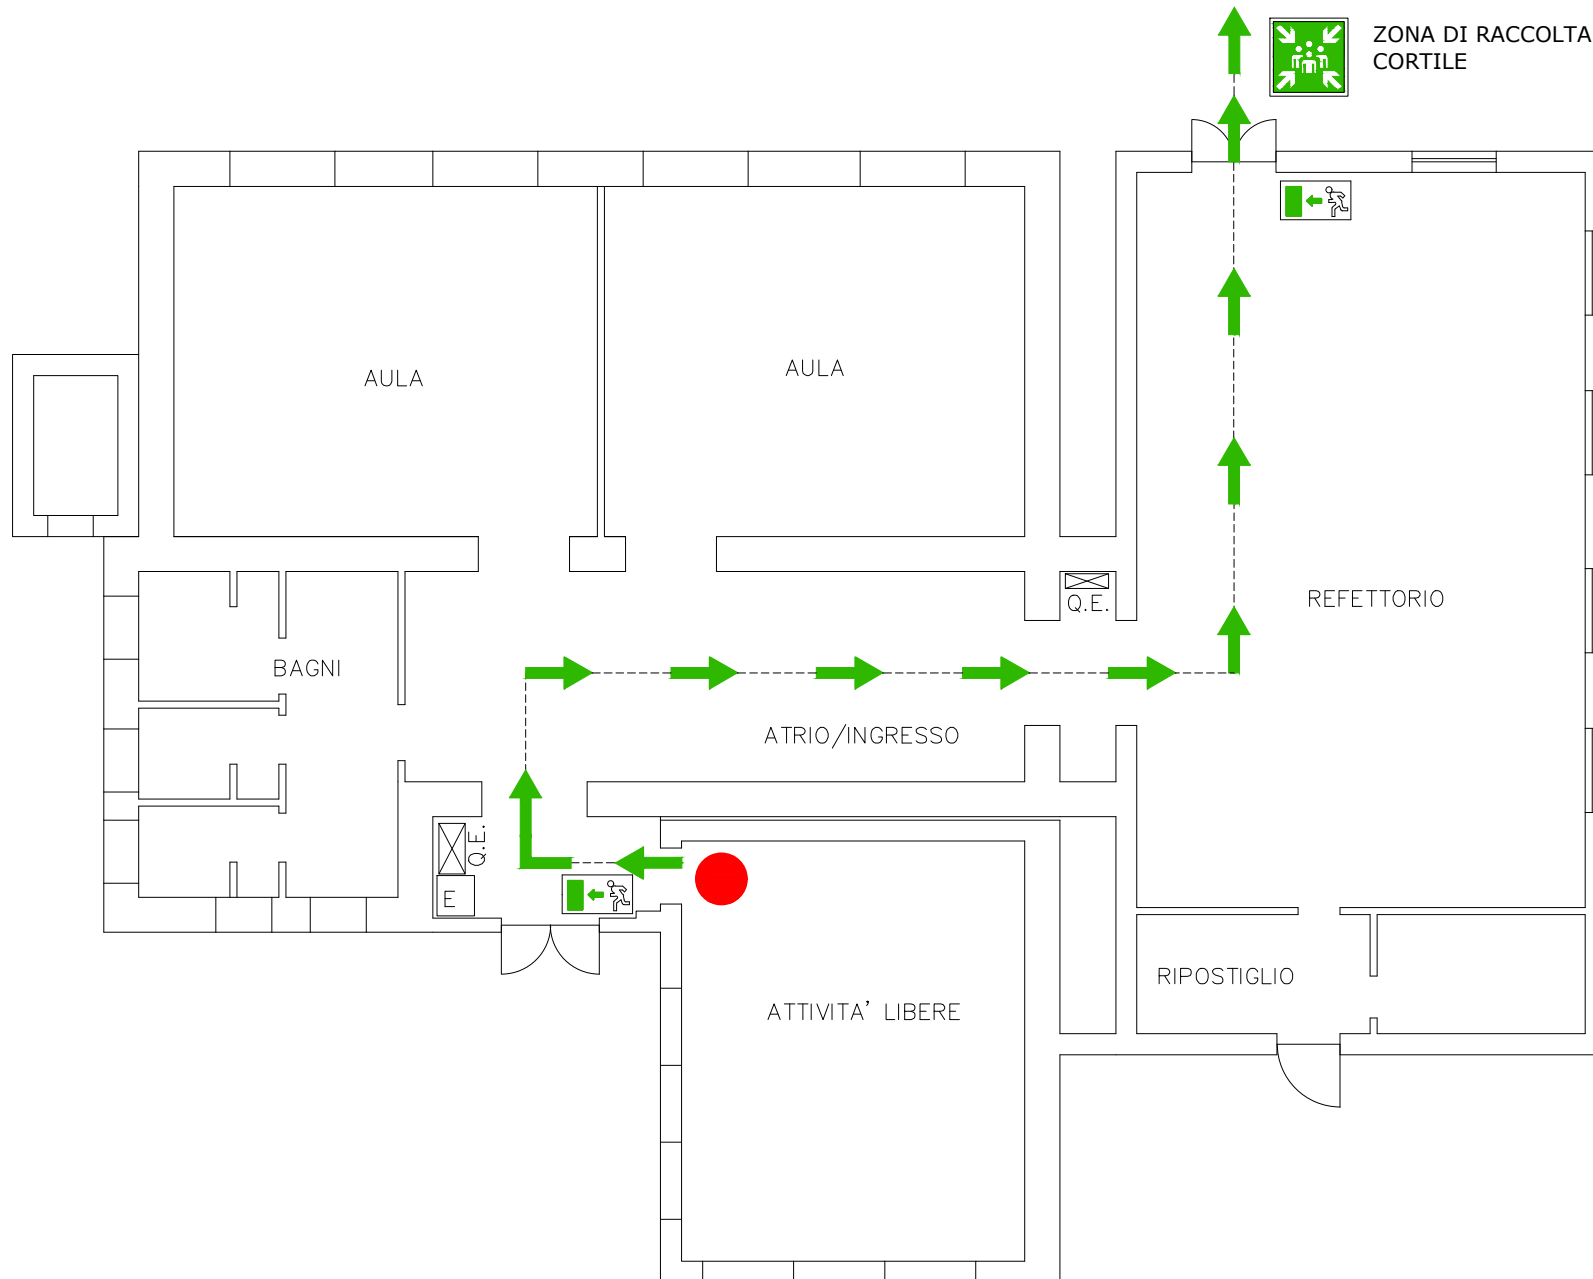 ZONA DI RACCOLTA
CORTILE
AULA
AULA
Q.E.
REFETTORIO
BAGNI
ATRIO/INGRESSO
Q.E.
E
RIPOSTIGLIO
ATTIVITA' LIBERE